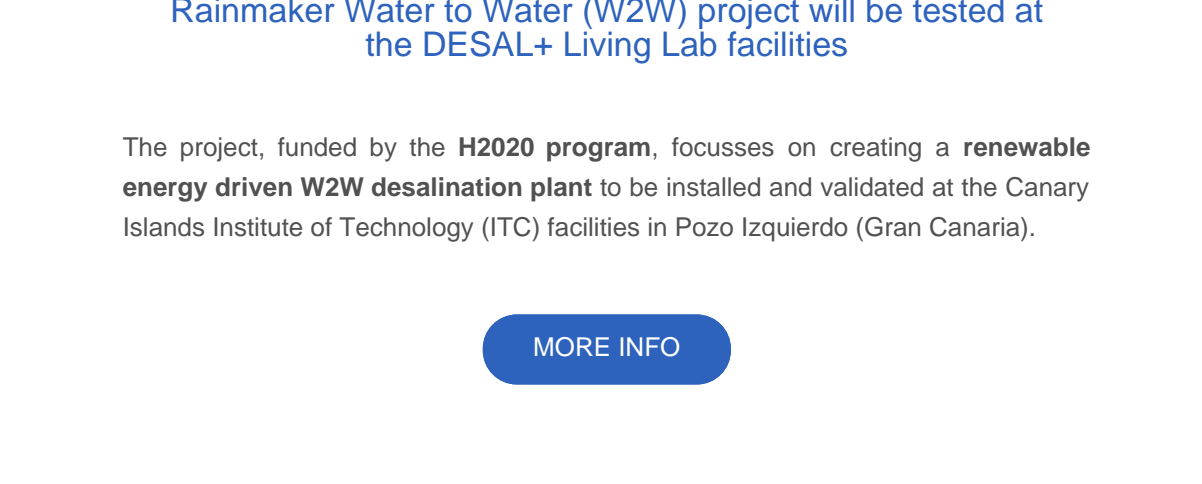 Rainmaker Water to Water (W2W) project will be tested at
the DESAL+ Living Lab facilities
The project, funded by the H2020 program, focusses on creating a renewable
energy driven W2W desalination plant to be installed and validated at the Canary
Islands Institute of Technology (ITC) facilities in Pozo Izquierdo (Gran Canaria).
MORE INFO